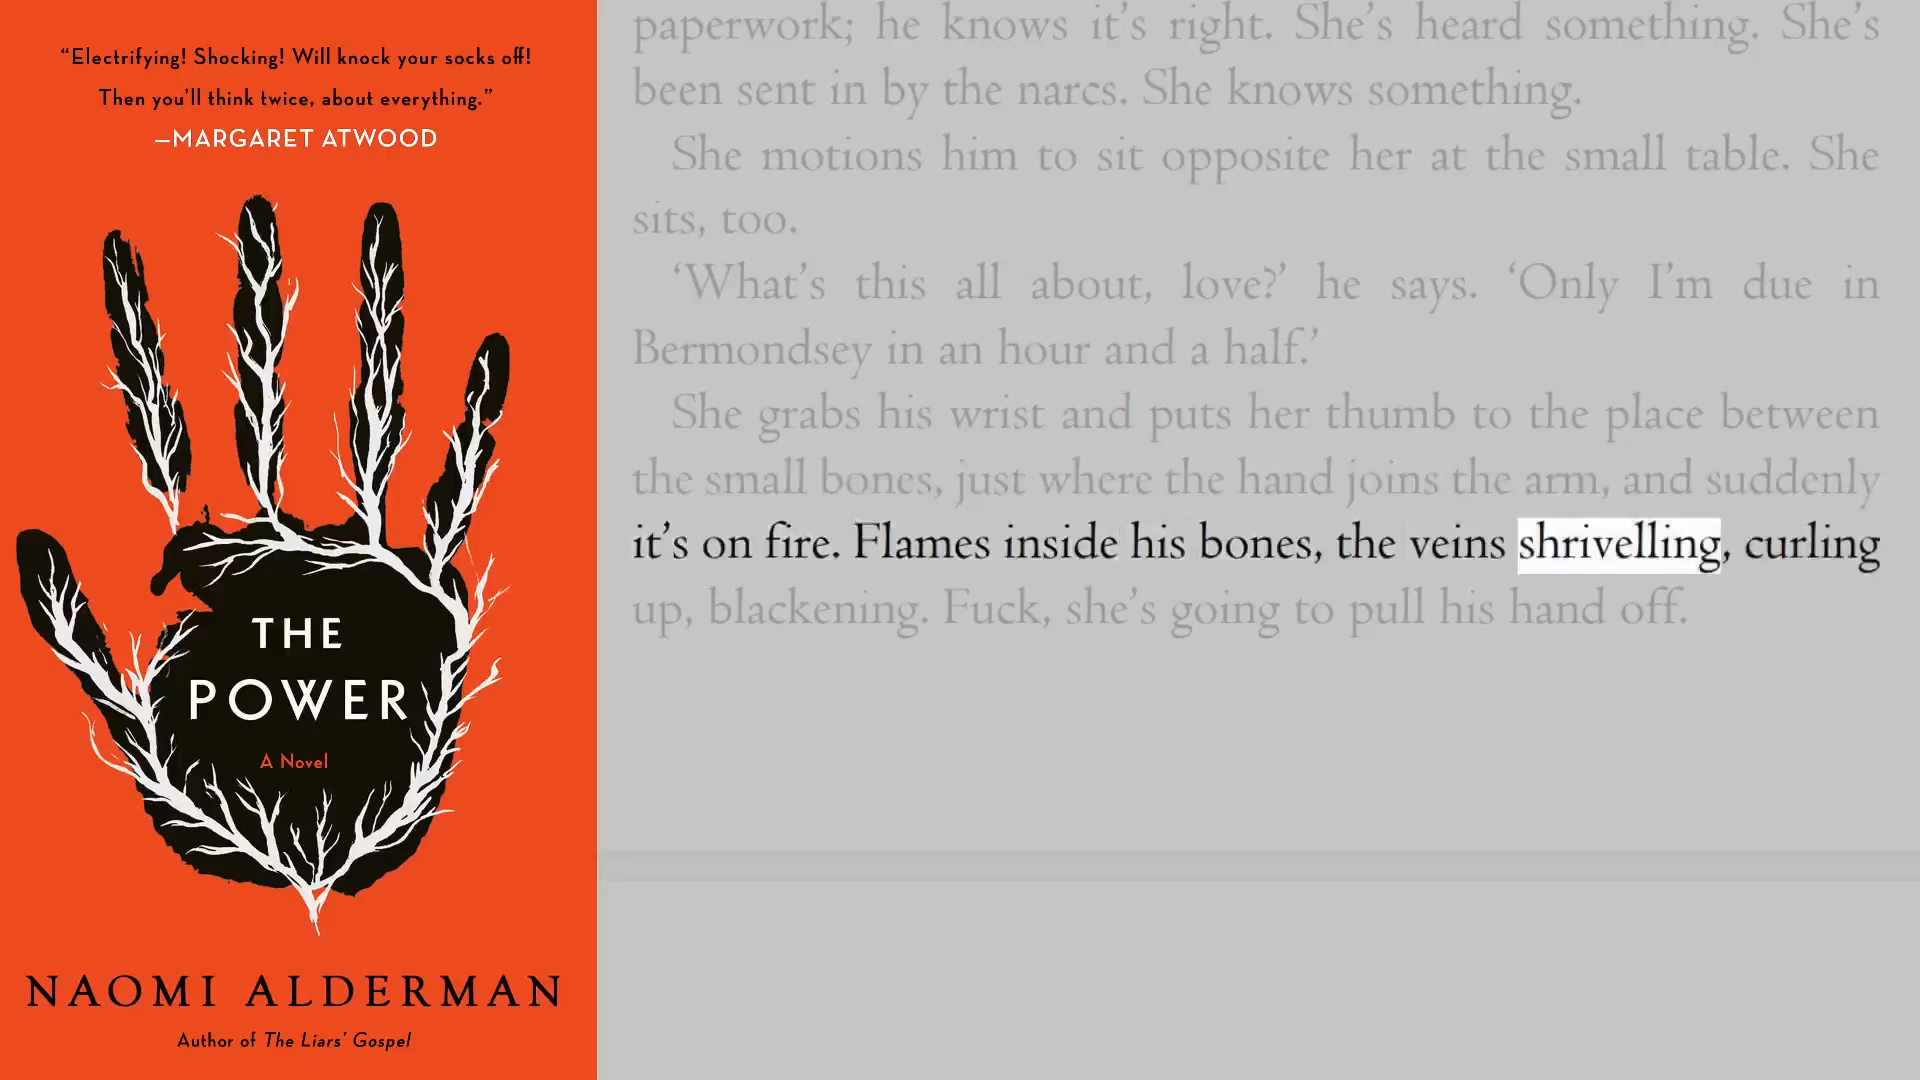 “Electrifying! Shocking! Will knock your socks off!
Then you’ll think twice, about everything.”
—MARGARET ATWOOD
THE
POWER
A Novel
NAOMI ALDERMAN
Author of The Liars’ Gospel
paperwork; he knows it’s right. She’s heard something. She’s
been sent in by the narcs. She knows something.
She motions him to sit opposite her at the small table. She
sits, too.
‘What’s this all about, love?’ he says. ‘Only I’m due in
Bermondsey in an hour and a half.’
She grabs his wrist and puts her thumb to the place between
the small bones, just where the hand joins the arm, and suddenly
it’s on fire. Flames inside his bones, the veins shrivelling, curling
up, blackening. Fuck, she’s going to pull his hand off.